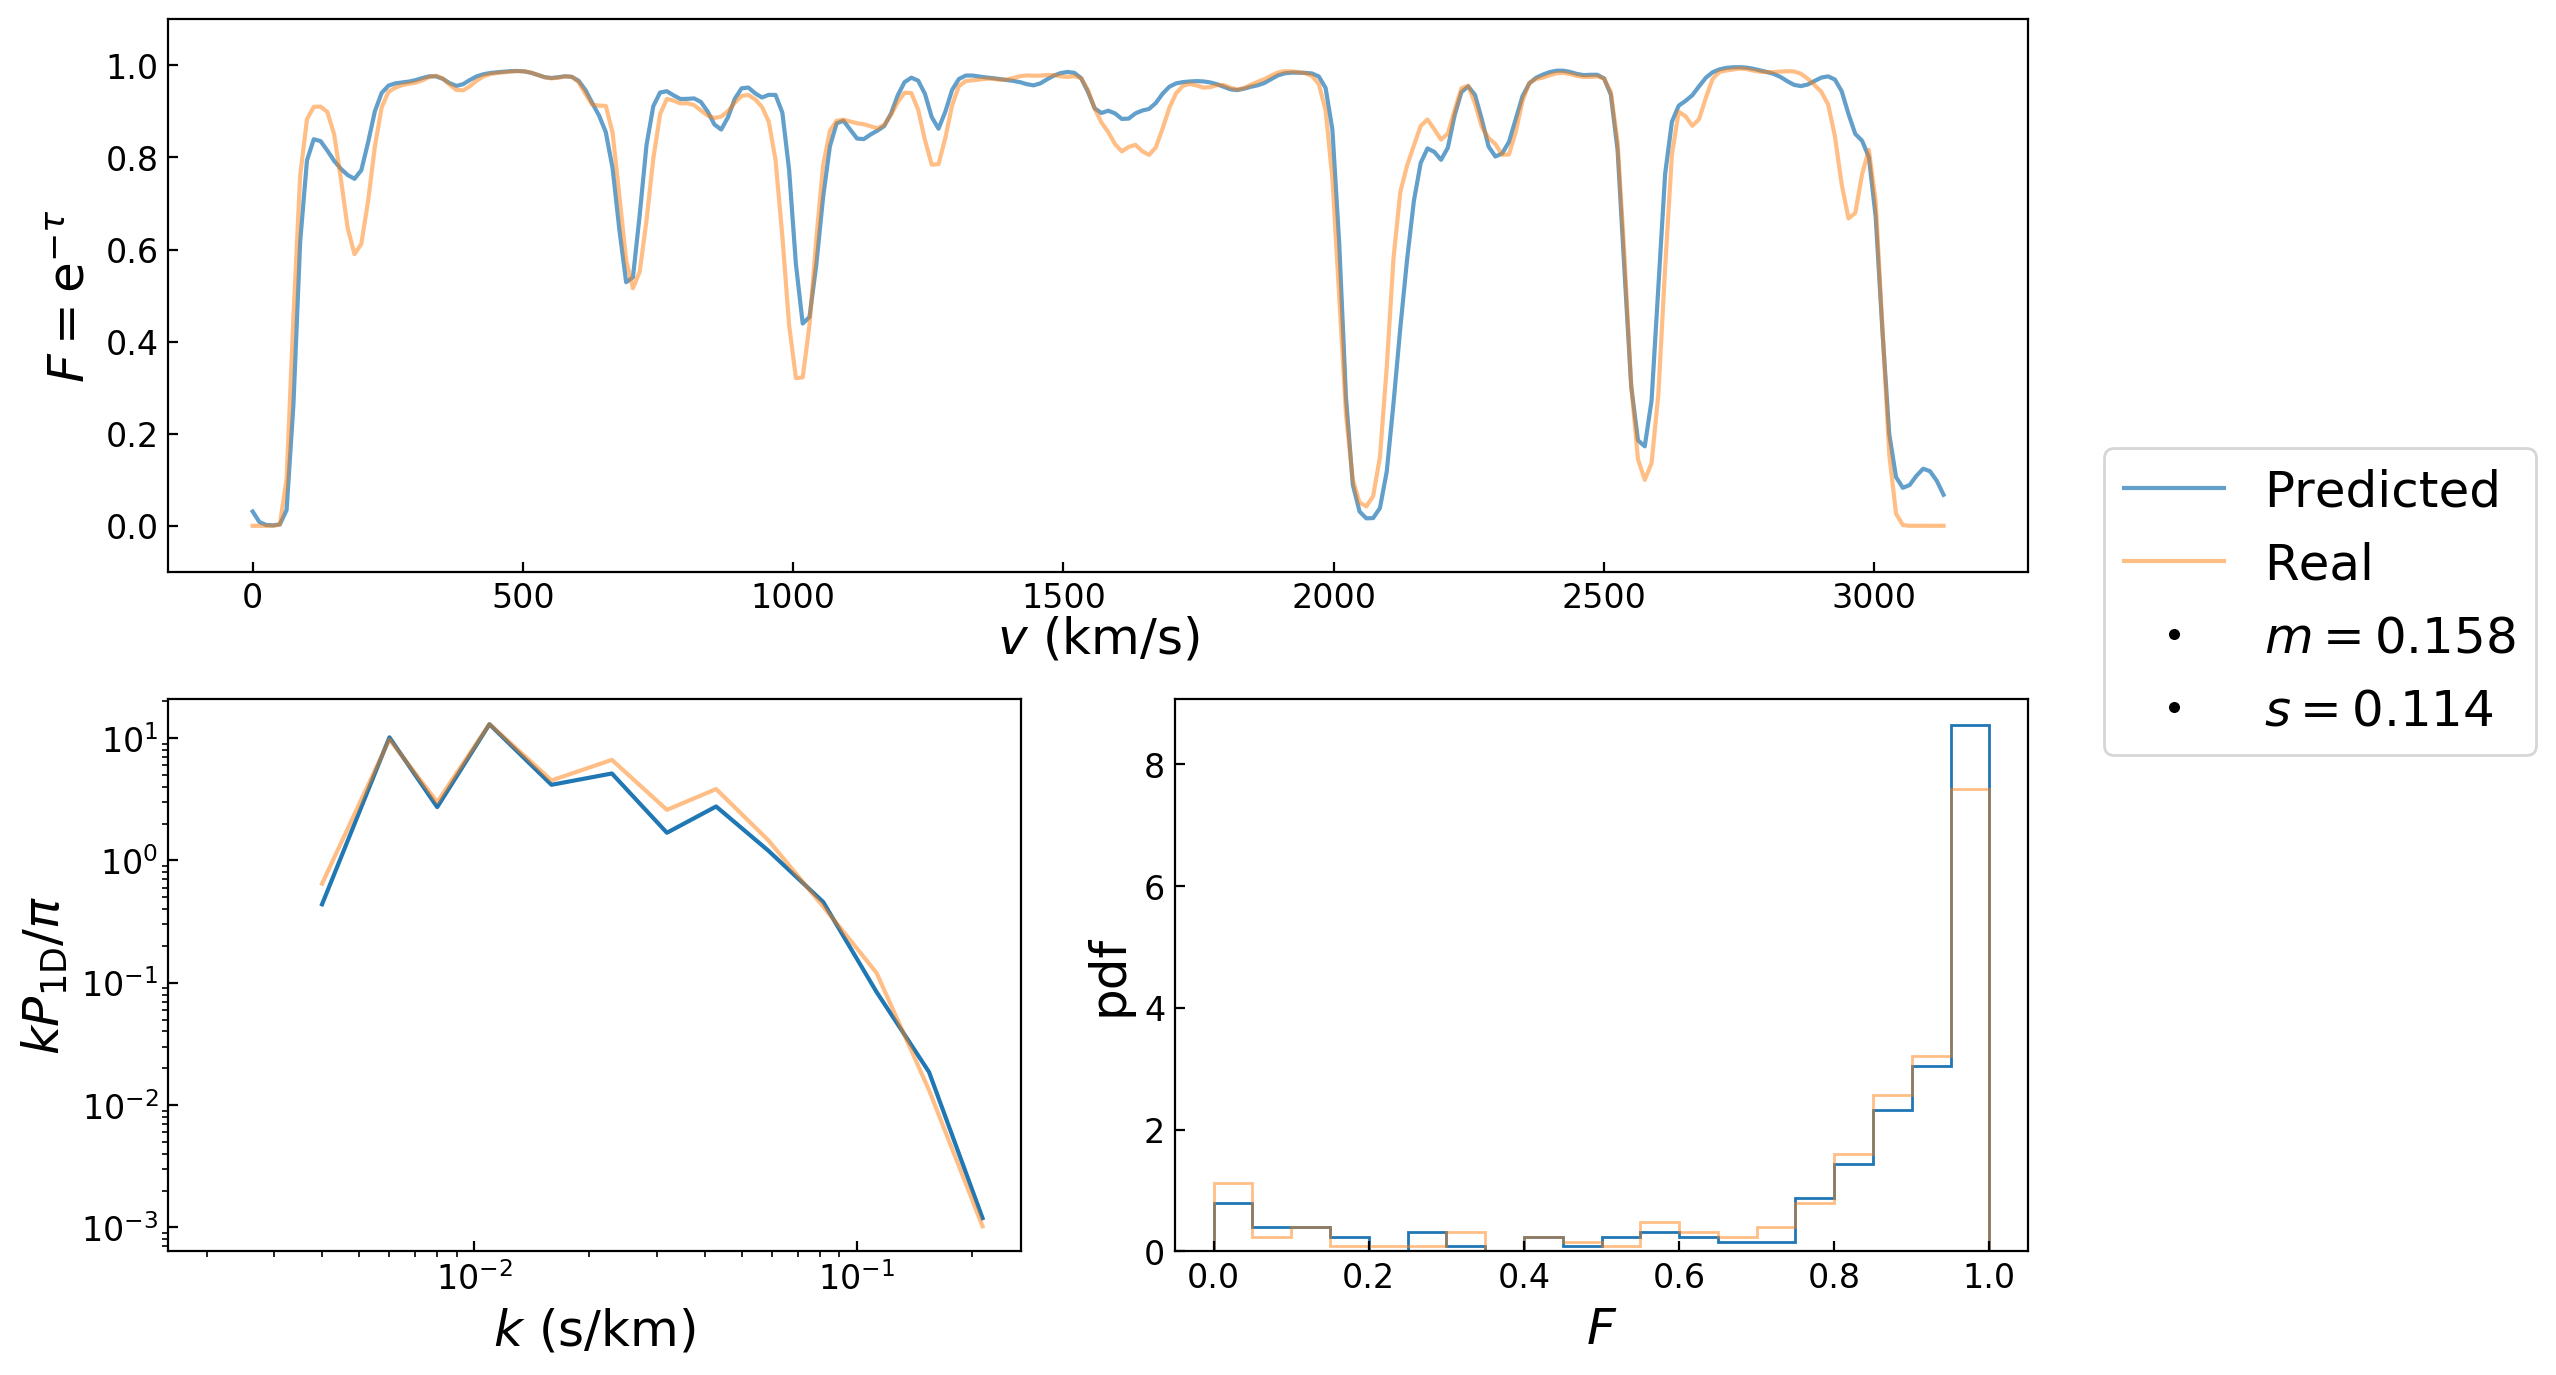 F = e^{−τ}
1.0
0.8
0.6
0.4
0.2
0.0
0 500 1000 1500 2000 2500 3000
v (km/s)
Predicted
Real
m = 0.158
s = 0.114
kP_{1D}/π
10^{1}
10^{0}
10^{−1}
10^{−2}
10^{−3}
10^{−2} 10^{−1}
k (s/km)
pdf
8
6
4
2
0
0.0 0.2 0.4 0.6 0.8 1.0
F